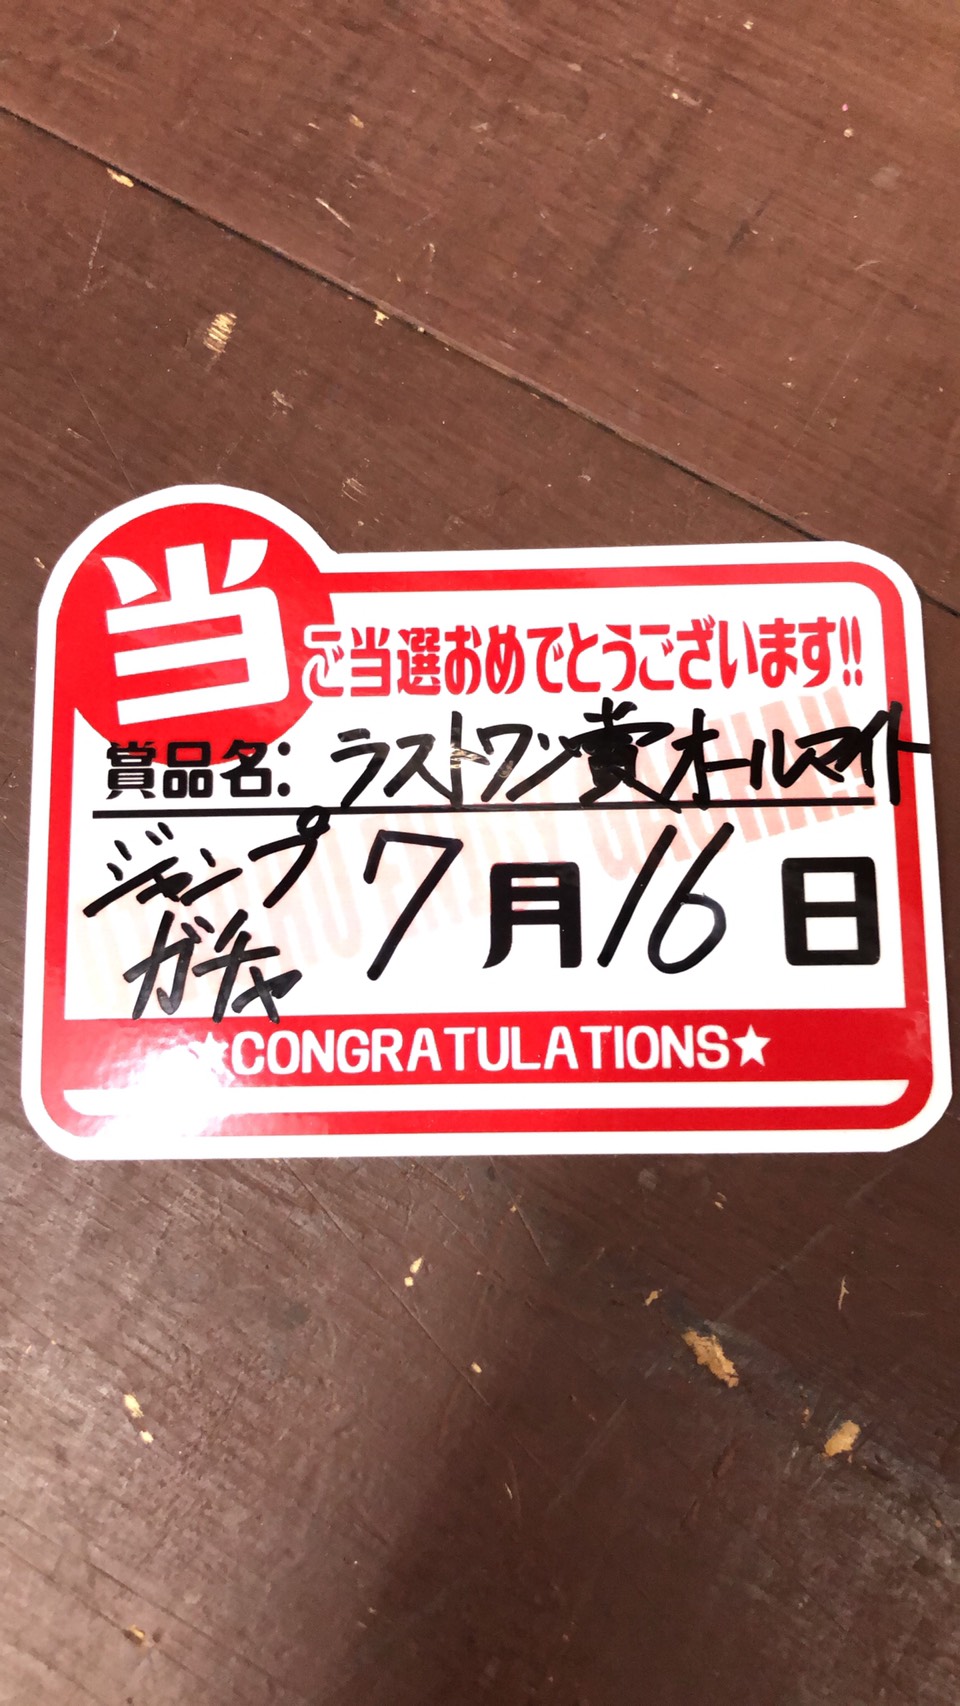 当
ご当選おめでとうございます!!
賞品名: ラストワン賞オールマイト
ジャンプ
ガチャ
7月16日
★CONGRATULATIONS★